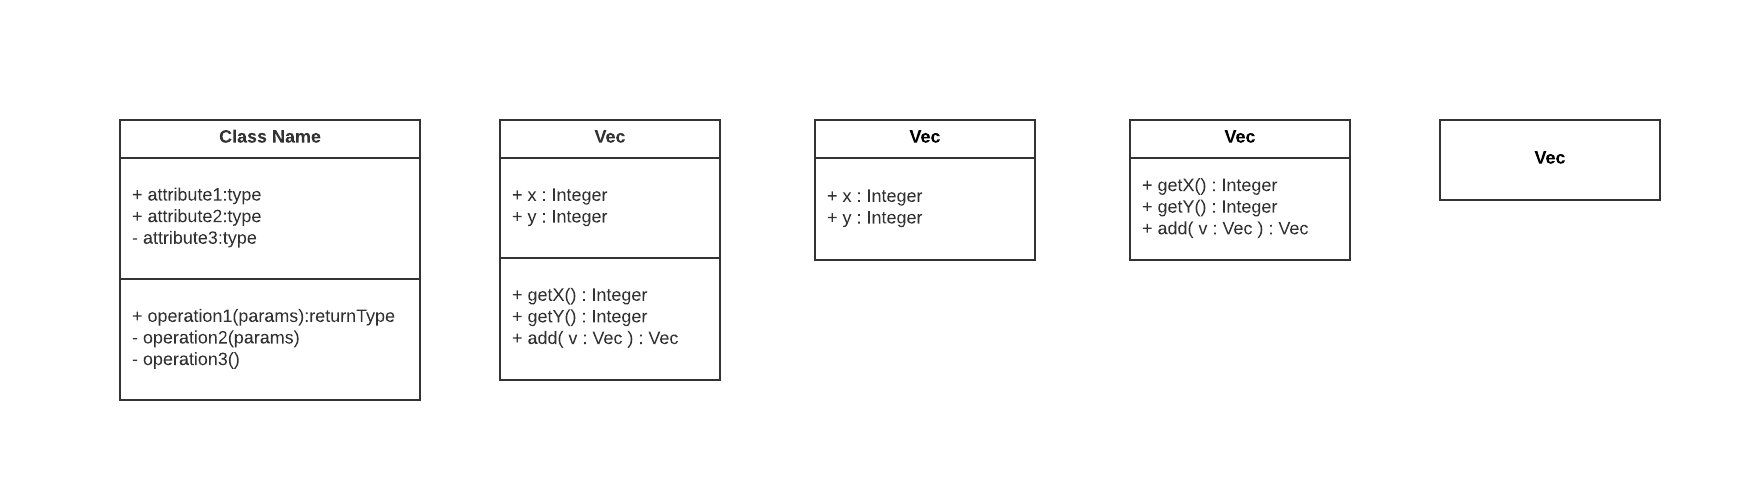 Class Name
+ attribute1:type
+ attribute2:type
- attribute3:type
+ operation1(params):returnType
- operation2(params)
- operation3()
Vec
+ x : Integer
+ y : Integer
+ getX() : Integer
+ getY() : Integer
+ add( v : Vec ) : Vec
Vec
+ x : Integer
+ y : Integer
Vec
+ getX() : Integer
+ getY() : Integer
+ add( v : Vec ) : Vec
Vec